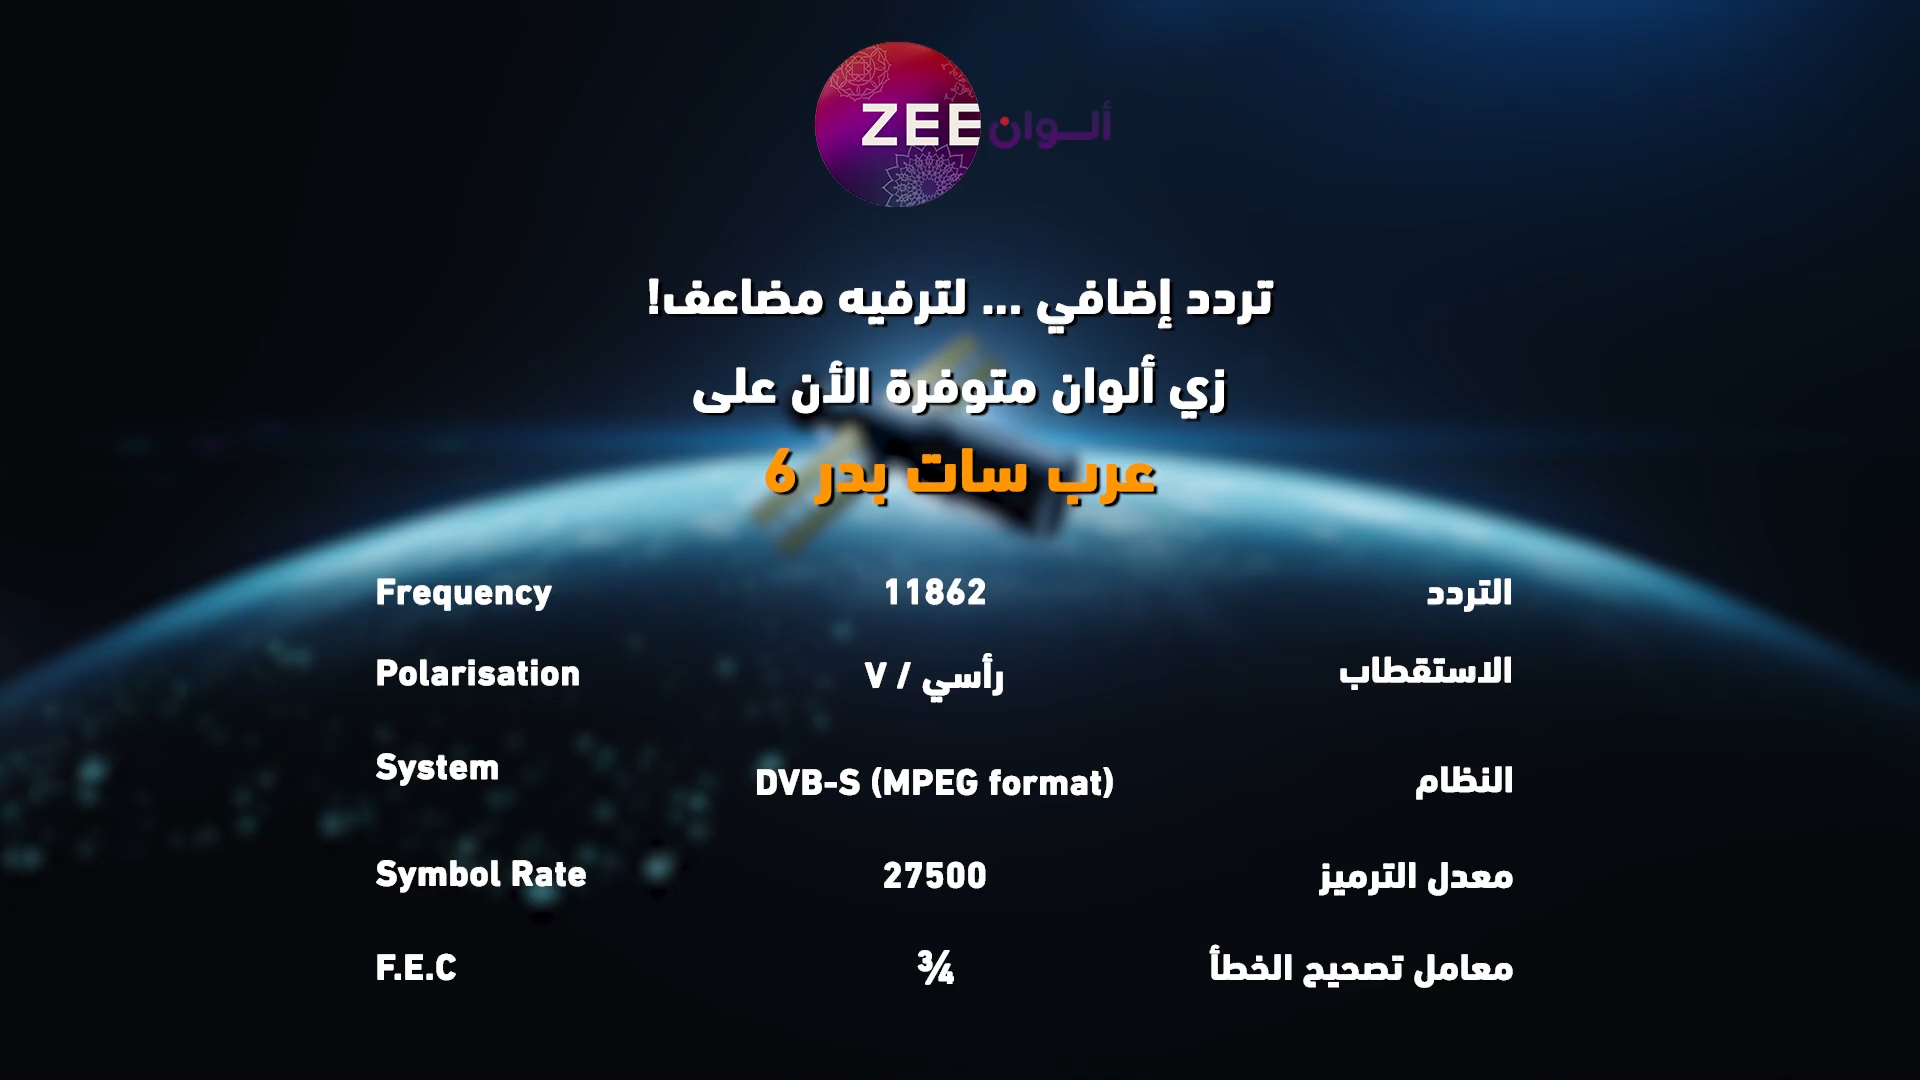 ZEE ألوان
تردد إضافي ... لترفيه مضاعف!
زي ألوان متوفرة الأن على
عرب سات بدر 6
Frequency 11862 التردد
Polarisation رأسي / V الاستقطاب
System DVB-S (MPEG format) النظام
Symbol Rate 27500 معدل الترميز
F.E.C ¾ معامل تصحيح الخطأ